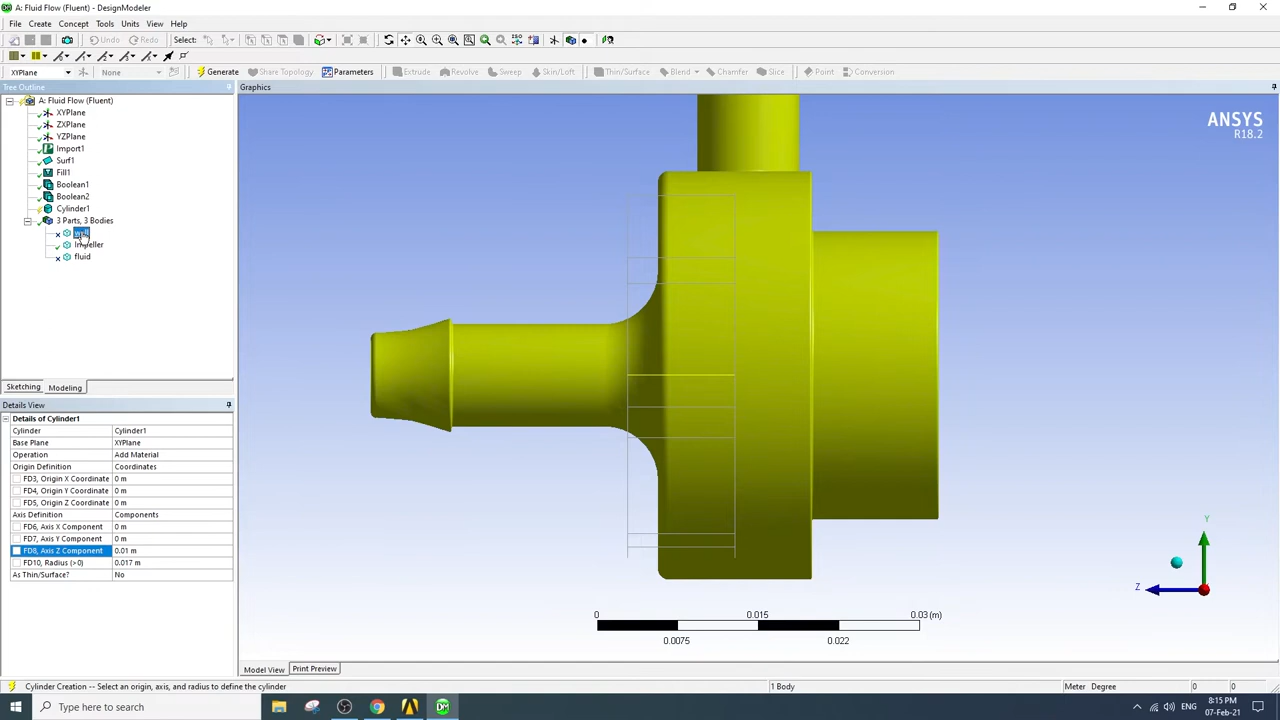 A: Fluid Flow (Fluent) - DesignModeler
File Create Concept Tools Units View Help
Undo Redo Select:
XYPlane None Generate Share Topology Parameters Extrude Revolve Sweep Skin/Loft Thin/Surface Blend Chamfer Slice Point Conversion
Tree Outline
Graphics
A: Fluid Flow (Fluent)
XYPlane
ZXPlane
YZPlane
Import1
Surf1
Fill1
Boolean1
Boolean2
Cylinder1
3 Parts, 3 Bodies
Impeller
fluid
ANSYS
R18.2
Sketching Modeling
Details View
Details of Cylinder1
Cylinder Cylinder1
Base Plane XYPlane
Operation Add Material
Origin Definition Coordinates
FD3, Origin X Coordinate 0 m
FD4, Origin Y Coordinate 0 m
FD5, Origin Z Coordinate 0 m
Axis Definition Components
FD6, Axis X Component 0 m
FD7, Axis Y Component 0 m
FD8, Axis Z Component 0.01 m
FD10, Radius (>0) 0.017 m
As Thin/Surface? No
Y
Z
0 0.015 0.03 (m)
0.0075 0.022
Model View Print Preview
Cylinder Creation -- Select an origin, axis, and radius to define the cylinder 1 Body Meter Degree 0 0
Type here to search
ENG
8:15 PM
07-Feb-21